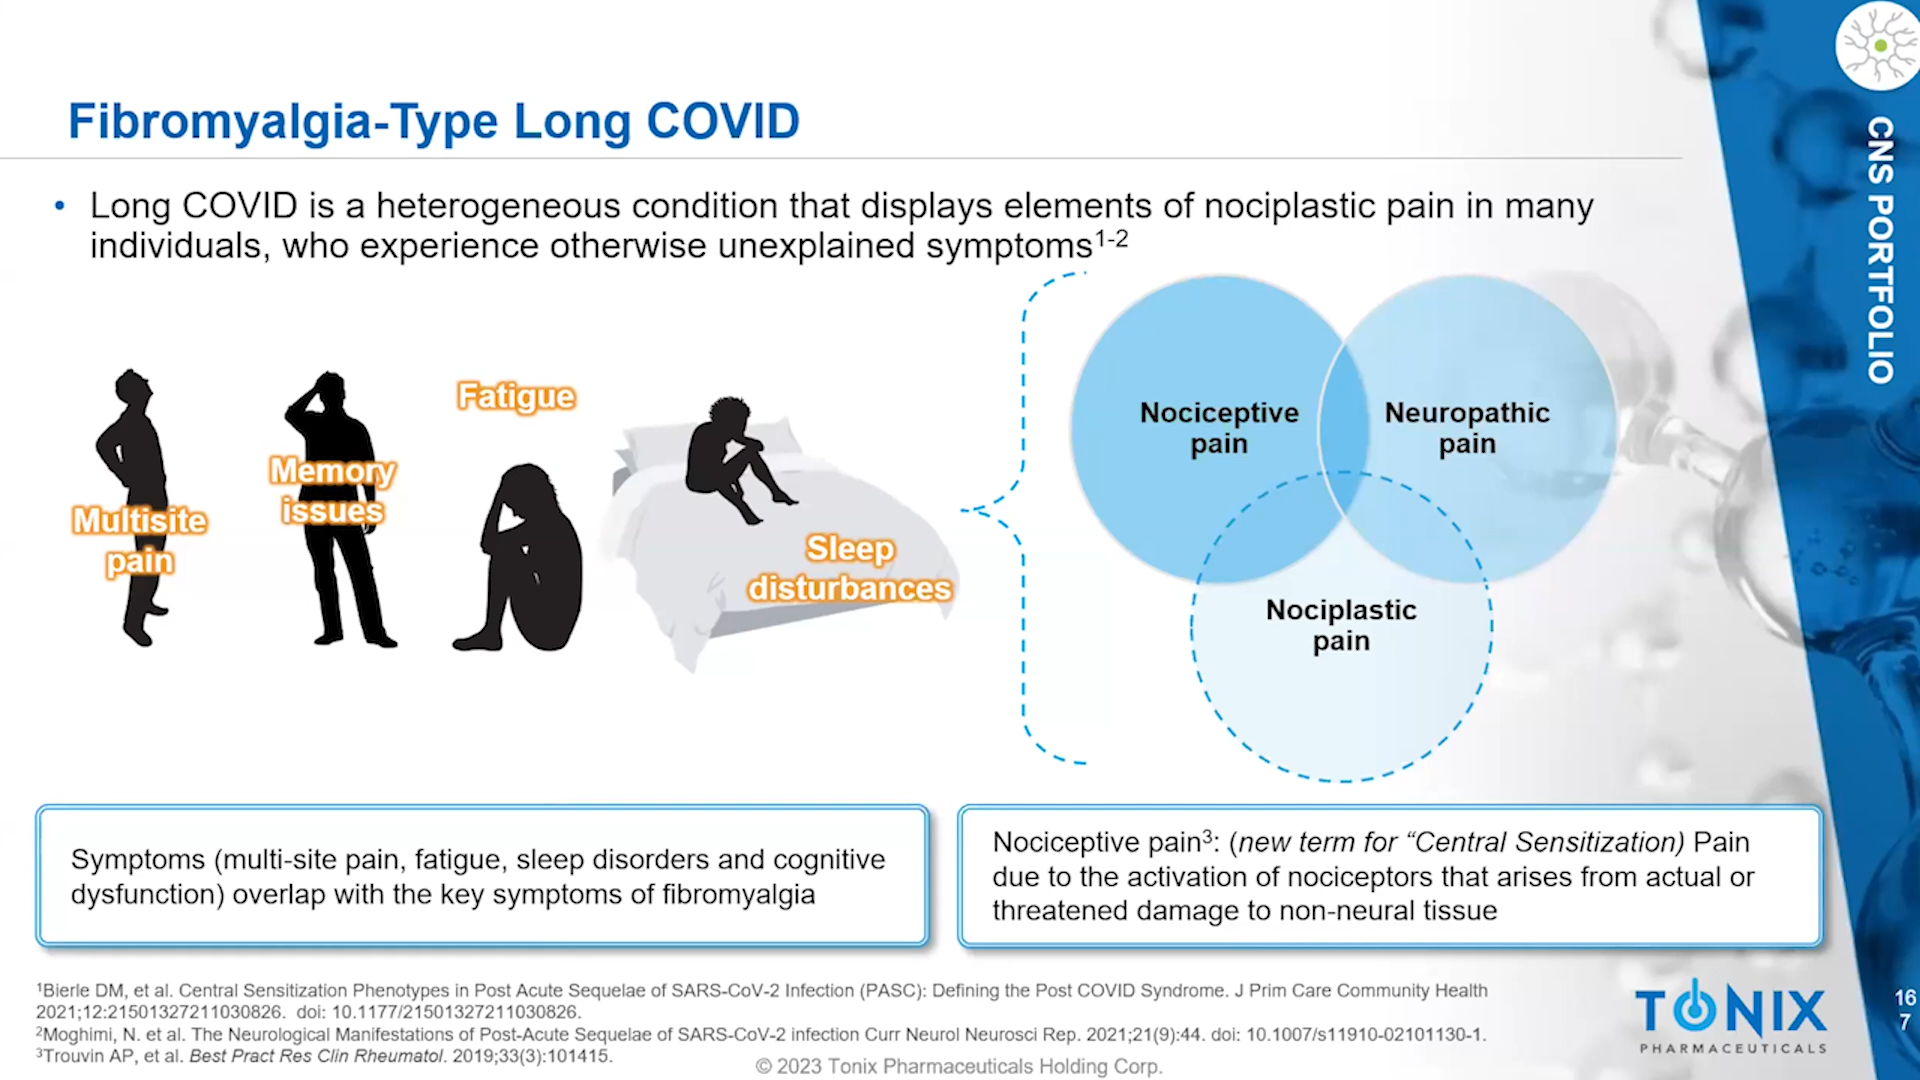 Fibromyalgia-Type Long COVID
• Long COVID is a heterogeneous condition that displays elements of nociplastic pain in many
individuals, who experience otherwise unexplained symptoms1-2
Multisite
pain
Memory
issues
Fatigue
Sleep
disturbances
Nociceptive
pain
Neuropathic
pain
Nociplastic
pain
Symptoms (multi-site pain, fatigue, sleep disorders and cognitive
dysfunction) overlap with the key symptoms of fibromyalgia
Nociceptive pain3: (new term for “Central Sensitization) Pain
due to the activation of nociceptors that arises from actual or
threatened damage to non-neural tissue
1Bierle DM, et al. Central Sensitization Phenotypes in Post Acute Sequelae of SARS-CoV-2 Infection (PASC): Defining the Post COVID Syndrome. J Prim Care Community Health
2021;12:21501327211030826. doi: 10.1177/21501327211030826.
2Moghimi, N. et al. The Neurological Manifestations of Post-Acute Sequelae of SARS-CoV-2 infection Curr Neurol Neurosci Rep. 2021;21(9):44. doi: 10.1007/s11910-02101130-1.
3Trouvin AP, et al. Best Pract Res Clin Rheumatol. 2019;33(3):101415.
© 2023 Tonix Pharmaceuticals Holding Corp.
CNS PORTFOLIO
TONIX
PHARMACEUTICALS
16
7